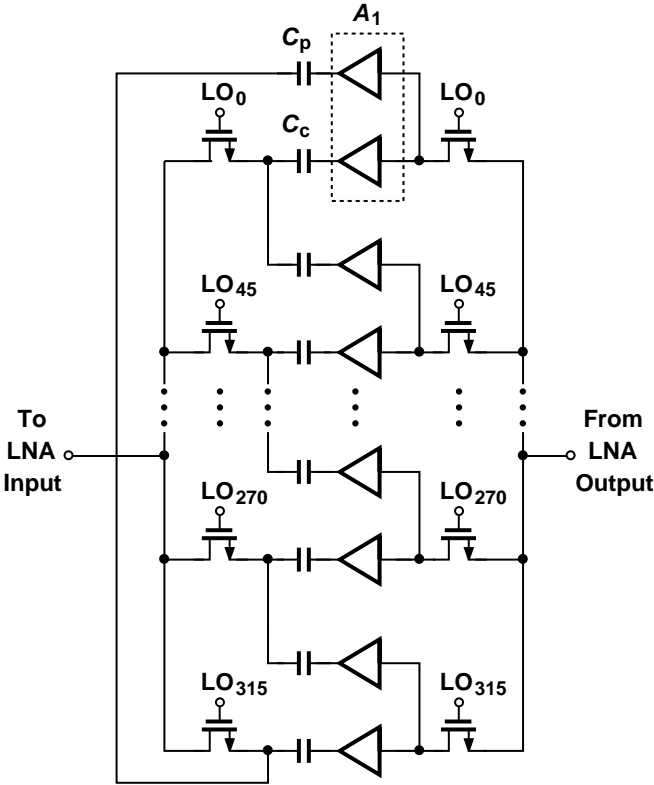 A1
Cp
LO0
LO0
Cc
LO45
LO45
To
LNA
Input
From
LNA
Output
LO270
LO270
LO315
LO315